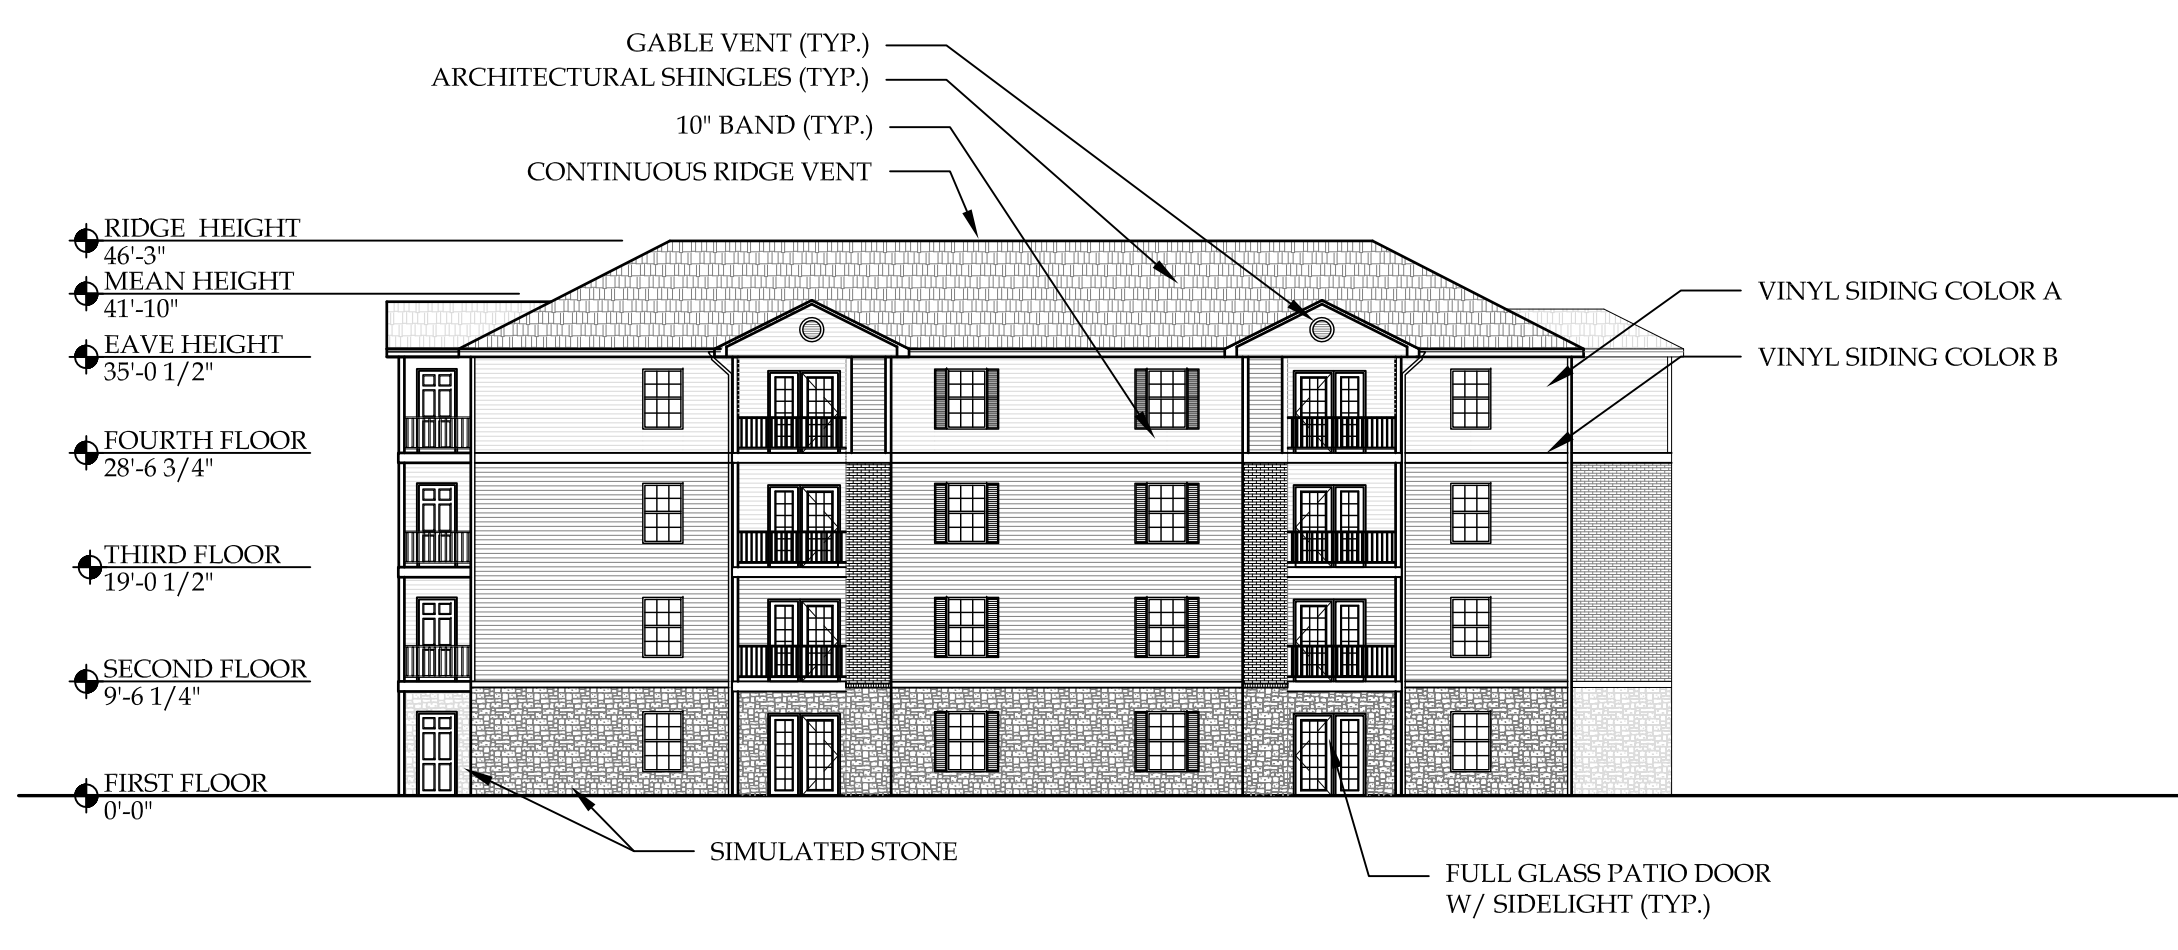 GABLE VENT (TYP.)
ARCHITECTURAL SHINGLES (TYP.)
10" BAND (TYP.)
CONTINUOUS RIDGE VENT
RIDGE HEIGHT
46'-3"
MEAN HEIGHT
41'-10"
EAVE HEIGHT
35'-0 1/2"
FOURTH FLOOR
28'-6 3/4"
THIRD FLOOR
19'-0 1/2"
SECOND FLOOR
9'-6 1/4"
FIRST FLOOR
0'-0"
VINYL SIDING COLOR A
VINYL SIDING COLOR B
SIMULATED STONE
FULL GLASS PATIO DOOR
W/ SIDELIGHT (TYP.)